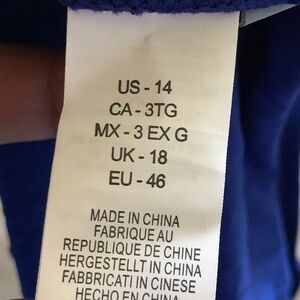 US - 14
CA - 3TG
MX - 3 EX G
UK - 18
EU - 46
MADE IN CHINA
FABRIQUE AU
REPUBLIQUE DE CHINE
HERGESTELLT IN CHINA
FABBRICATI IN CINESE
HECHO EN CHINA